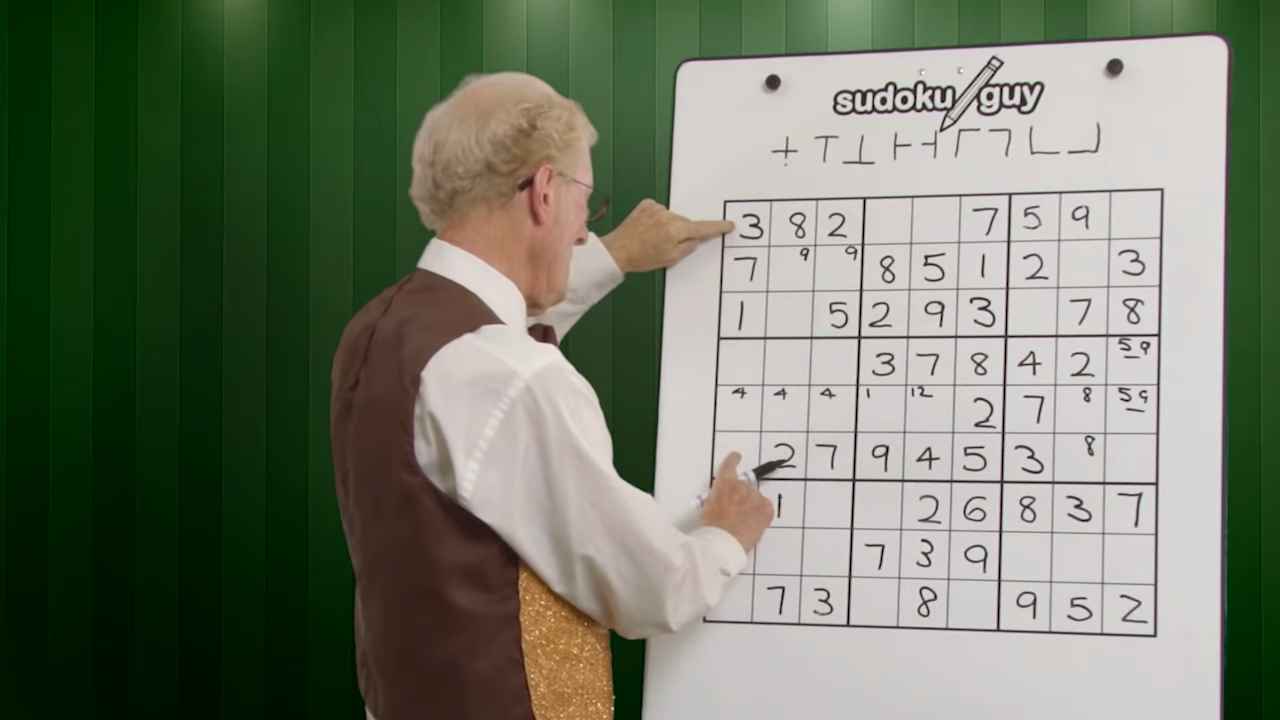 sudoku guy
+ T ⊥ ⊢ ⊣ ┌ ┐ └ ┘
3 8 2 7 5 9
7 9 9 8 5 1 2 3
1 5 2 9 3 7 8
3 7 8 4 2 5 9
4 4 4 1 12 2 7 8 5 9
2 7 9 4 5 3 8
1 2 6 8 3 7
7 3 9
7 3 8 9 5 2